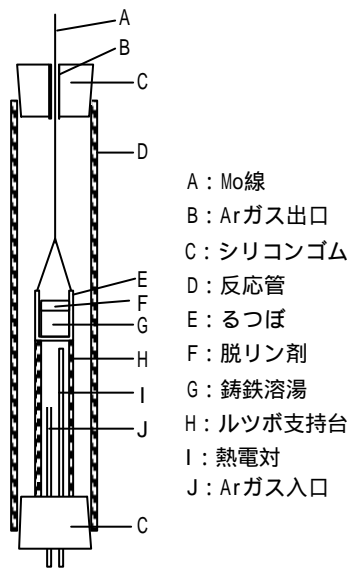 A
B
C
D
E
F
G
H
I
J
C
A：Mo線
B：Arガス出口
C：シリコンゴム
D：反応管
E：るつぼ
F：脱リン剤
G：鋳鉄溶湯
H：ルツボ支持台
I：熱電対
J：Arガス入口